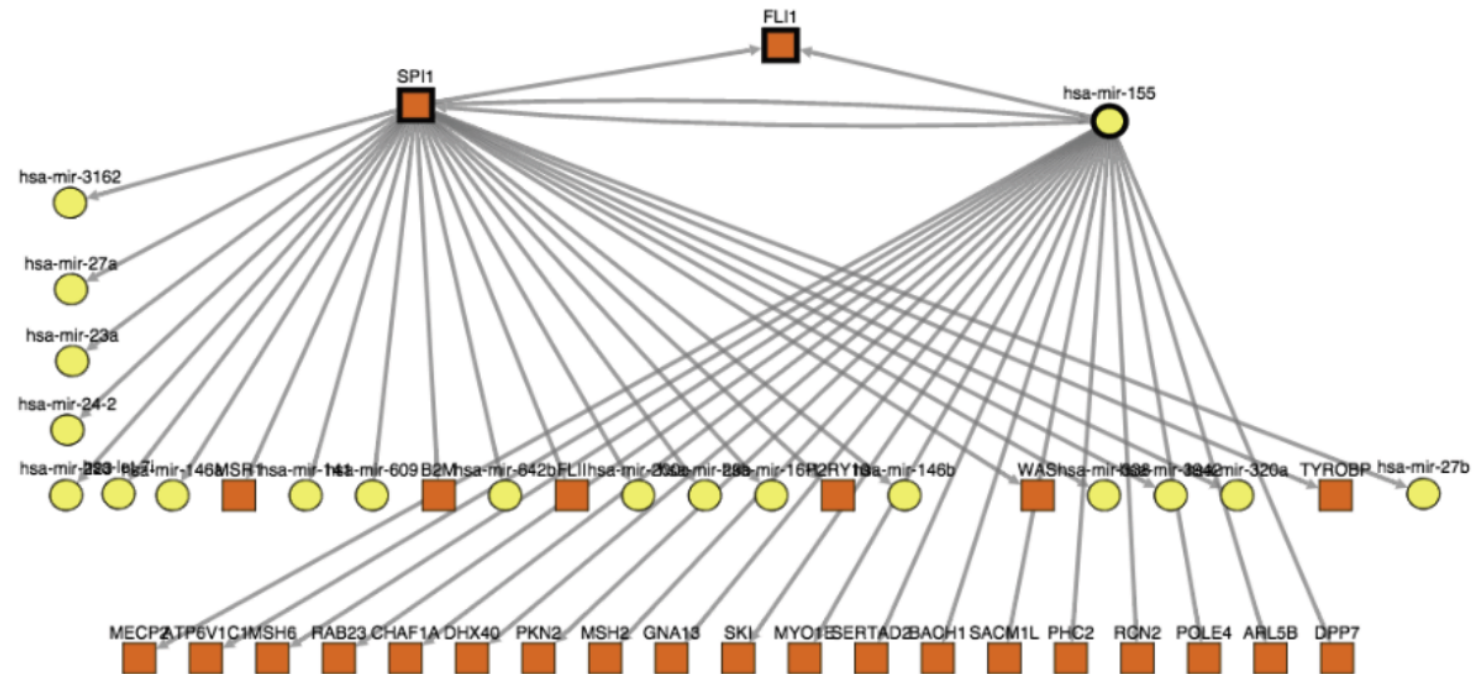 FLI1
SPI1
hsa-mir-155
hsa-mir-3162
hsa-mir-27a
hsa-mir-23a
hsa-mir-24-2
hsa-mir-146a
MSR1
hsa-mir-609
B2M
hsa-mir-642b
FLII
hsa-mir-146b
WAS
hsa-mir-320a
TYROBP
hsa-mir-27b
MECP2
ATP6V1C1
MSH6
RAB23
CHAF1A
DHX40
PKN2
MSH2
GNA13
SKI
MYO1E
SERTAD2
BACH1
SACM1L
PHC2
RCN2
POLE4
ARL5B
DPP7